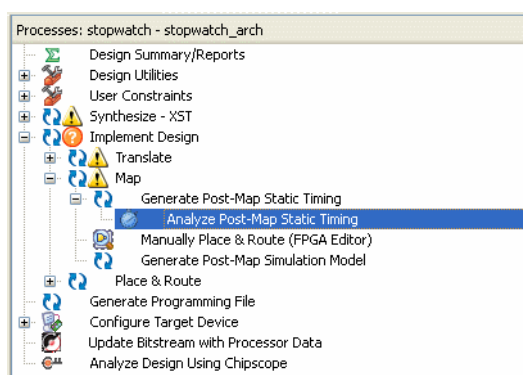 Processes: stopwatch - stopwatch_arch
Design Summary/Reports
Design Utilities
User Constraints
Synthesize - XST
Implement Design
Translate
Map
Generate Post-Map Static Timing
Analyze Post-Map Static Timing
Manually Place & Route (FPGA Editor)
Generate Post-Map Simulation Model
Place & Route
Generate Programming File
Configure Target Device
Update Bitstream with Processor Data
Analyze Design Using Chipscope